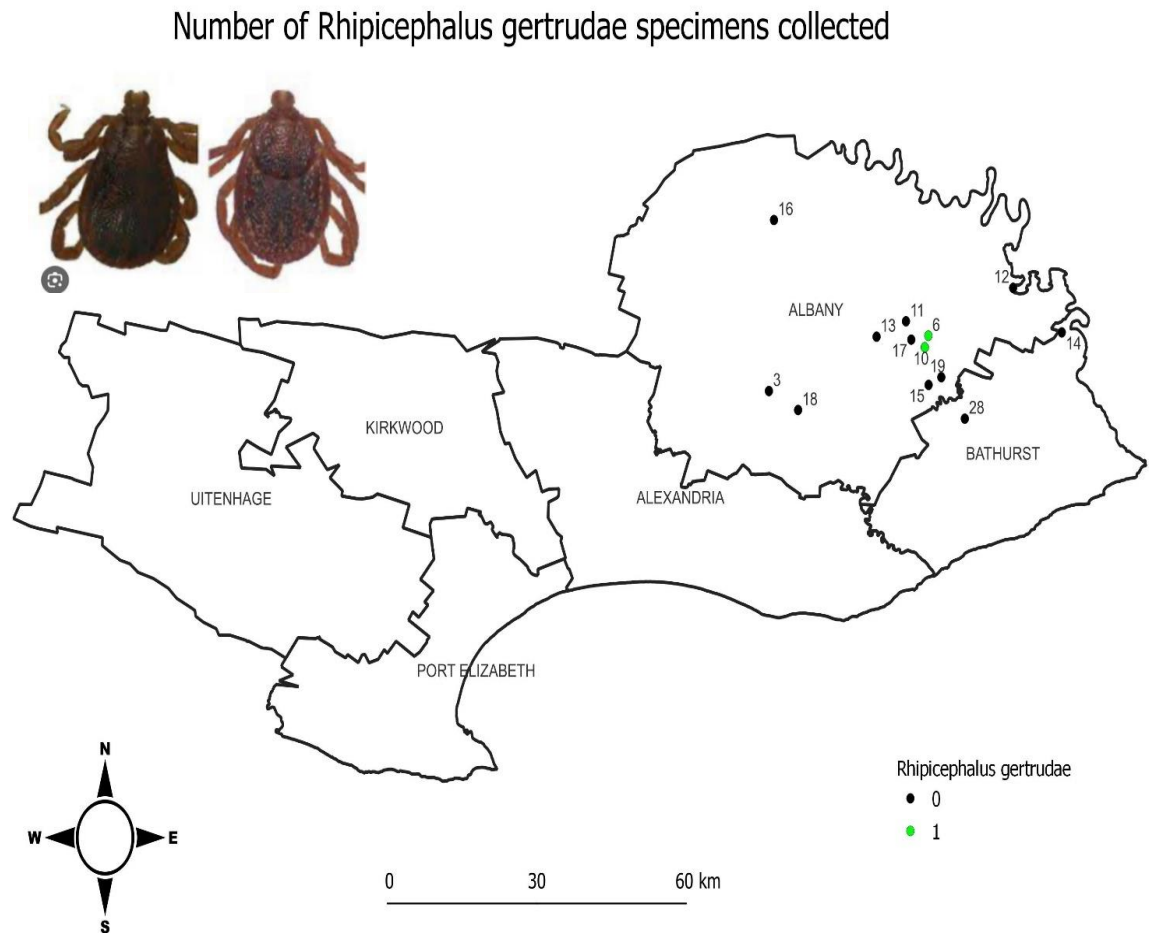 Number of Rhipicephalus gertrudae specimens collected
16
12
ALBANY
11
6
13
17
10
14
19
3
15
18
28
KIRKWOOD
BATHURST
UITENHAGE
ALEXANDRIA
PORT ELIZABETH
N
W
E
S
Rhipicephalus gertrudae
0
1
0 30 60 km